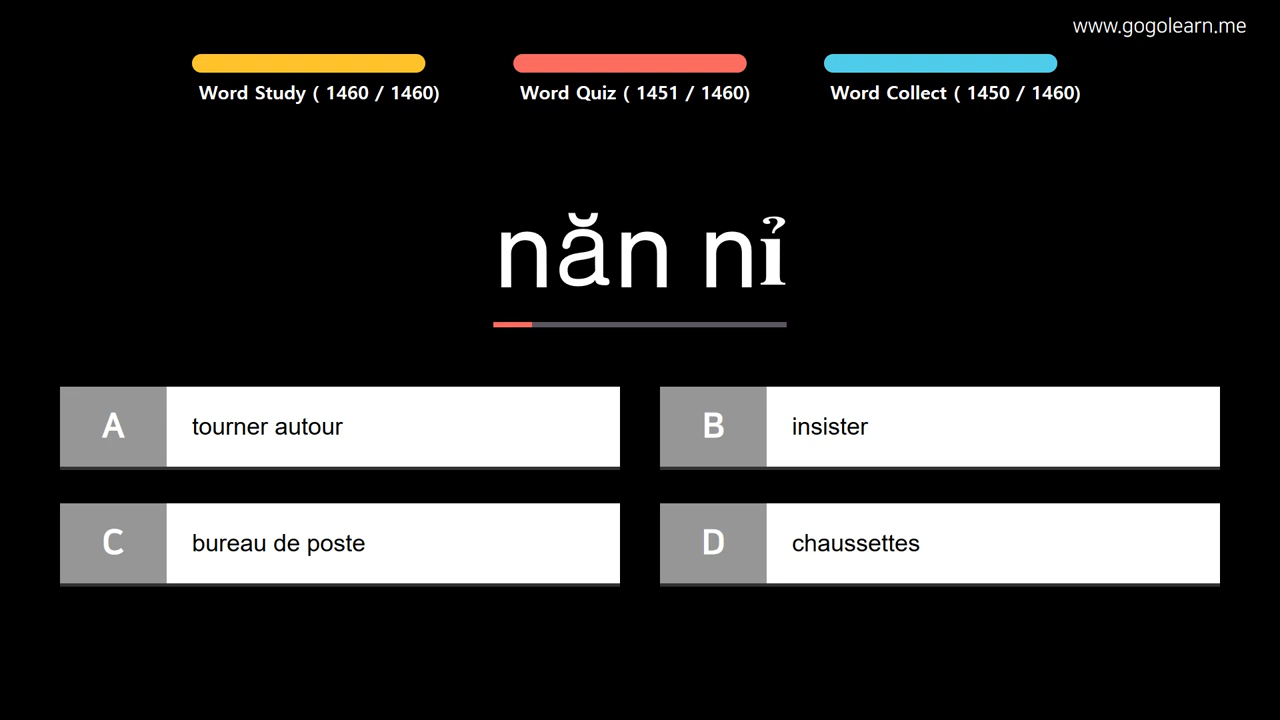 www.gogolearn.me
Word Study ( 1460 / 1460)
Word Quiz ( 1451 / 1460)
Word Collect ( 1450 / 1460)
năn nỉ
A tourner autour
B insister
C bureau de poste
D chaussettes